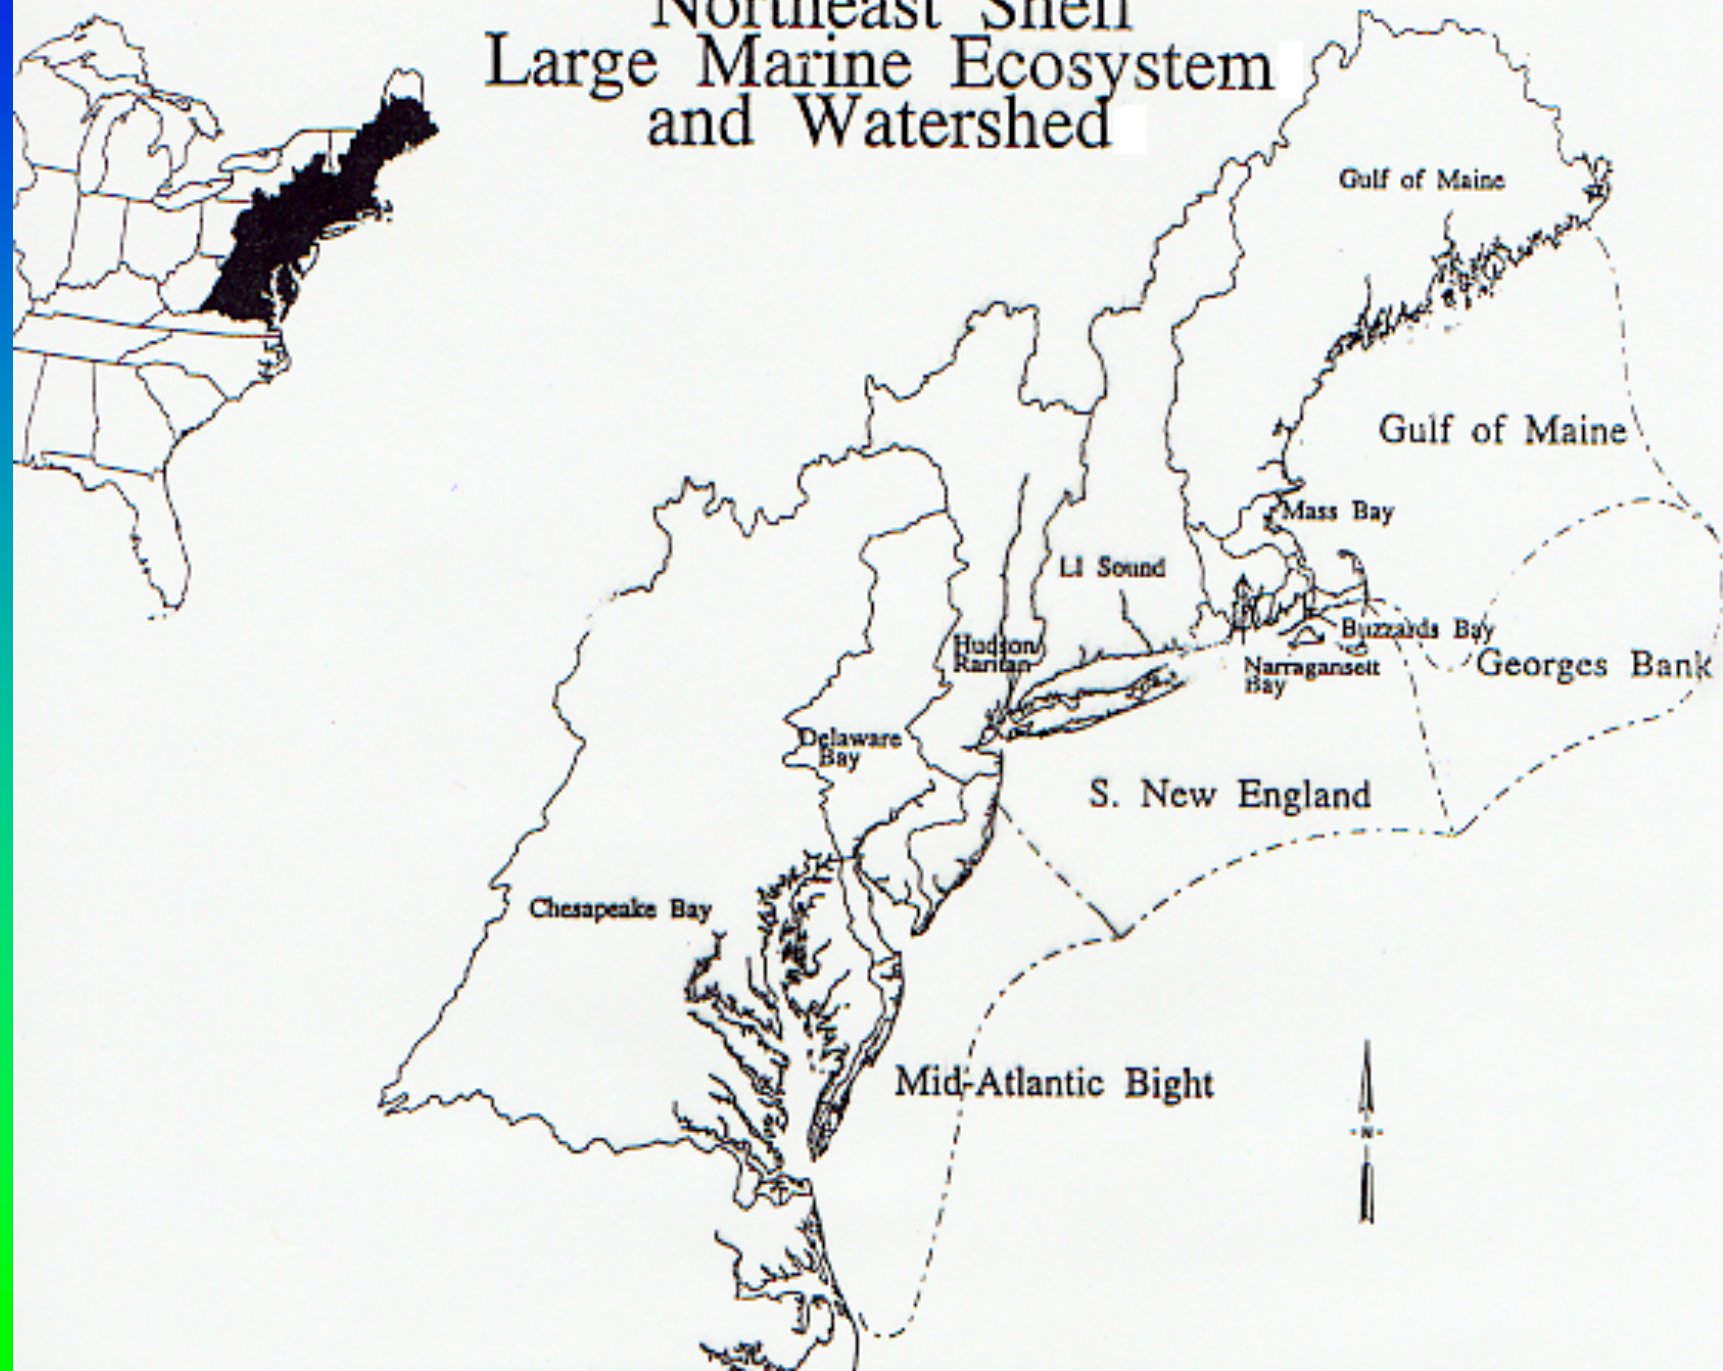 Northeast Shelf
Large Marine Ecosystem
and Watershed
Gulf of Maine
Gulf of Maine
Mass Bay
LI Sound
Buzzards Bay
Hudson/
Raritan
Narragansett
Bay
Georges Bank
Delaware
Bay
S. New England
Chesapeake Bay
Mid-Atlantic Bight
N